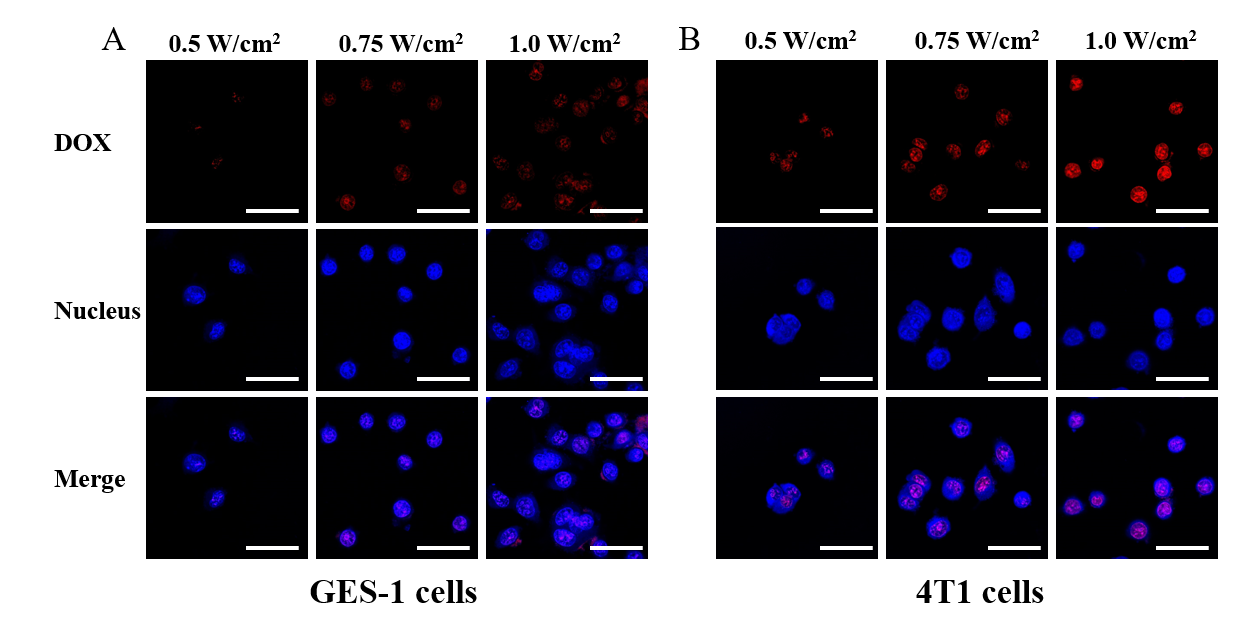 A
0.5 W/cm²
0.75 W/cm²
1.0 W/cm²
B
0.5 W/cm²
0.75 W/cm²
1.0 W/cm²
DOX
Nucleus
Merge
GES-1 cells
4T1 cells